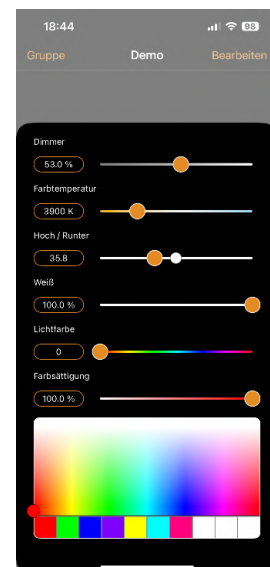 18:44
98
Gruppe Demo Bearbeiten
Dimmer
53.0 %
Farbtemperatur
3900 K
Hoch / Runter
35.8
Weiß
100.0 %
Lichtfarbe
0
Farbsättigung
100.0 %